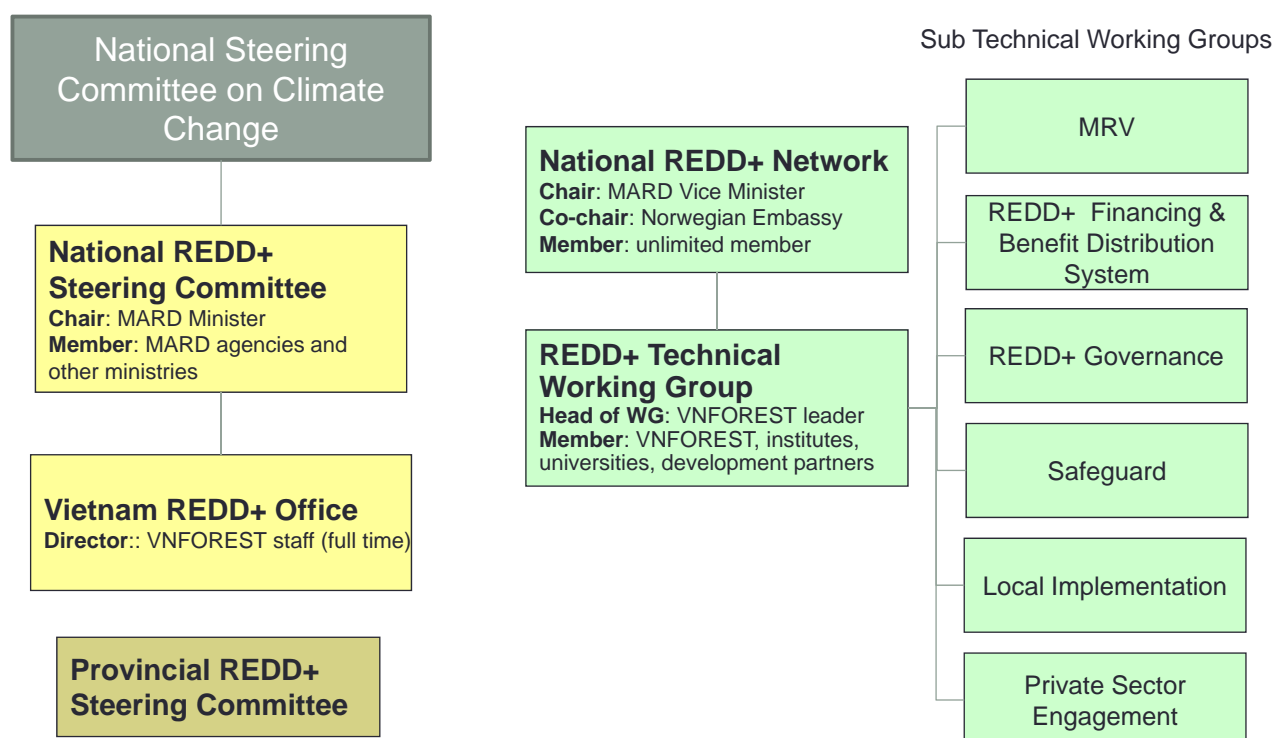 National Steering
Committee on Climate
Change
National REDD+
Steering Committee
Chair: MARD Minister
Member: MARD agencies and
other ministries
Vietnam REDD+ Office
Director:: VNFOREST staff (full time)
Provincial REDD+
Steering Committee
National REDD+ Network
Chair: MARD Vice Minister
Co-chair: Norwegian Embassy
Member: unlimited member
REDD+ Technical
Working Group
Head of WG: VNFOREST leader
Member: VNFOREST, institutes,
universities, development partners
Sub Technical Working Groups
MRV
REDD+ Financing &
Benefit Distribution
System
REDD+ Governance
Safeguard
Local Implementation
Private Sector
Engagement